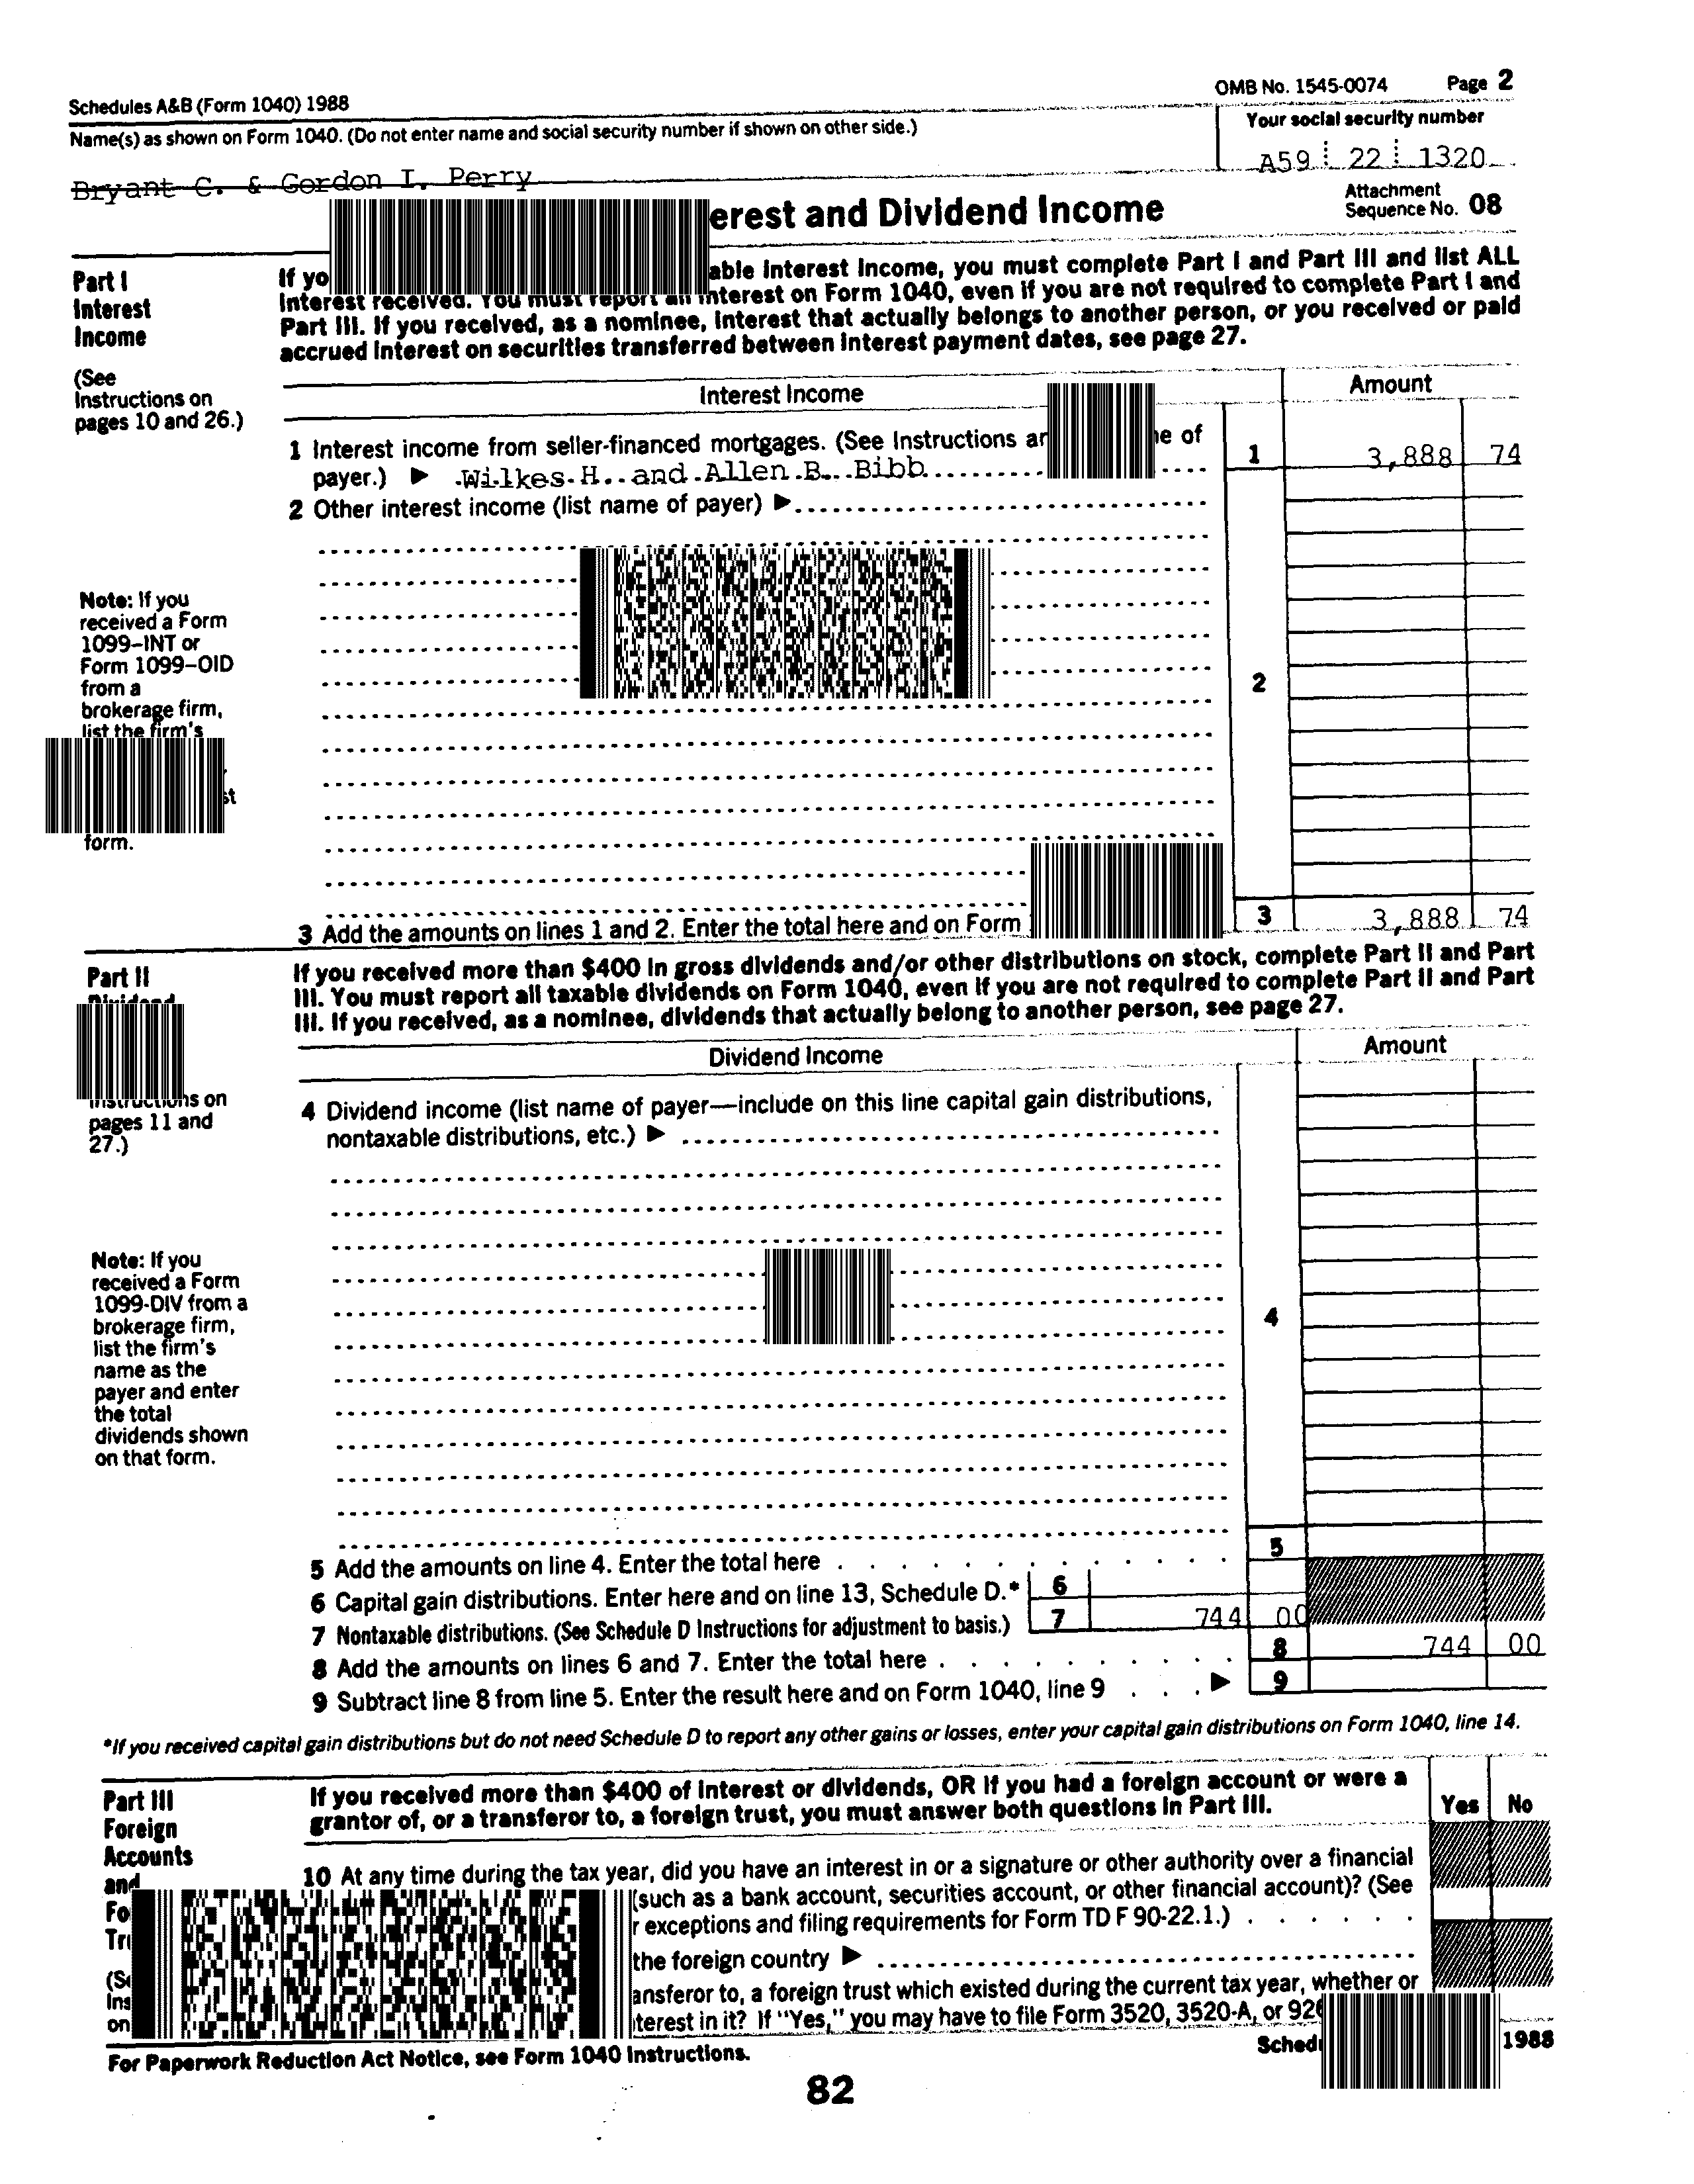 Schedules A&B (Form 1040) 1988
OMB No. 1545-0074 Page 2
Name(s) as shown on Form 1040. (Do not enter name and social security number if shown on other side.)
Your social security number
Bryant C. & Gordon I. Perry
A59 22 1320
erest and Dividend Income
Attachment
Sequence No. 08
Part I
Interest
Income
(See
Instructions on
pages 10 and 26.)
If yo able Interest Income, you must complete Part I and Part III and list ALL
Interest received. You must report all interest on Form 1040, even if you are not required to complete Part I and
Part III. If you received, as a nominee, interest that actually belongs to another person, or you received or paid
accrued interest on securities transferred between interest payment dates, see page 27.
Interest Income
Amount
1 Interest income from seller-financed mortgages. (See Instructions ar e of
payer.) ▶ Wilkes H. and Allen B. Bibb
1 3,888 74
2 Other interest income (list name of payer) ▶
Note: If you
received a Form
1099–INT or
Form 1099–OID
from a
brokerage firm,
list the firm's
st
form.
2
3 Add the amounts on lines 1 and 2. Enter the total here and on Form
3 3,888 74
Part II
Dividend
Instructions on
pages 11 and
27.)
If you received more than $400 in gross dividends and/or other distributions on stock, complete Part II and Part
III. You must report all taxable dividends on Form 1040, even if you are not required to complete Part II and Part
III. If you received, as a nominee, dividends that actually belong to another person, see page 27.
Dividend Income
Amount
4 Dividend income (list name of payer—include on this line capital gain distributions,
nontaxable distributions, etc.) ▶
Note: If you
received a Form
1099-DIV from a
brokerage firm,
list the firm's
name as the
payer and enter
the total
dividends shown
on that form.
4
5 Add the amounts on line 4. Enter the total here . . . . . . . . . . . . 5
6 Capital gain distributions. Enter here and on line 13, Schedule D.* 6
7 Nontaxable distributions. (See Schedule D Instructions for adjustment to basis.) 7 744 00
8 Add the amounts on lines 6 and 7. Enter the total here . . . . . . . . . 8 744 00
9 Subtract line 8 from line 5. Enter the result here and on Form 1040, line 9 . . . ▶ 9
*If you received capital gain distributions but do not need Schedule D to report any other gains or losses, enter your capital gain distributions on Form 1040, line 14.
Part III
Foreign
Accounts
and
Fo
(Se
Ins
on
If you received more than $400 of interest or dividends, OR if you had a foreign account or were a
grantor of, or a transferor to, a foreign trust, you must answer both questions in Part III.
Yes No
10 At any time during the tax year, did you have an interest in or a signature or other authority over a financial
(such as a bank account, securities account, or other financial account)? (See
r exceptions and filing requirements for Form TD F 90-22.1.) . . . . . .
the foreign country ▶
ansferor to, a foreign trust which existed during the current tax year, whether or
terest in it? If "Yes," you may have to file Form 3520, 3520-A, or 926
For Paperwork Reduction Act Notice, see Form 1040 Instructions.
Sched 1988
82